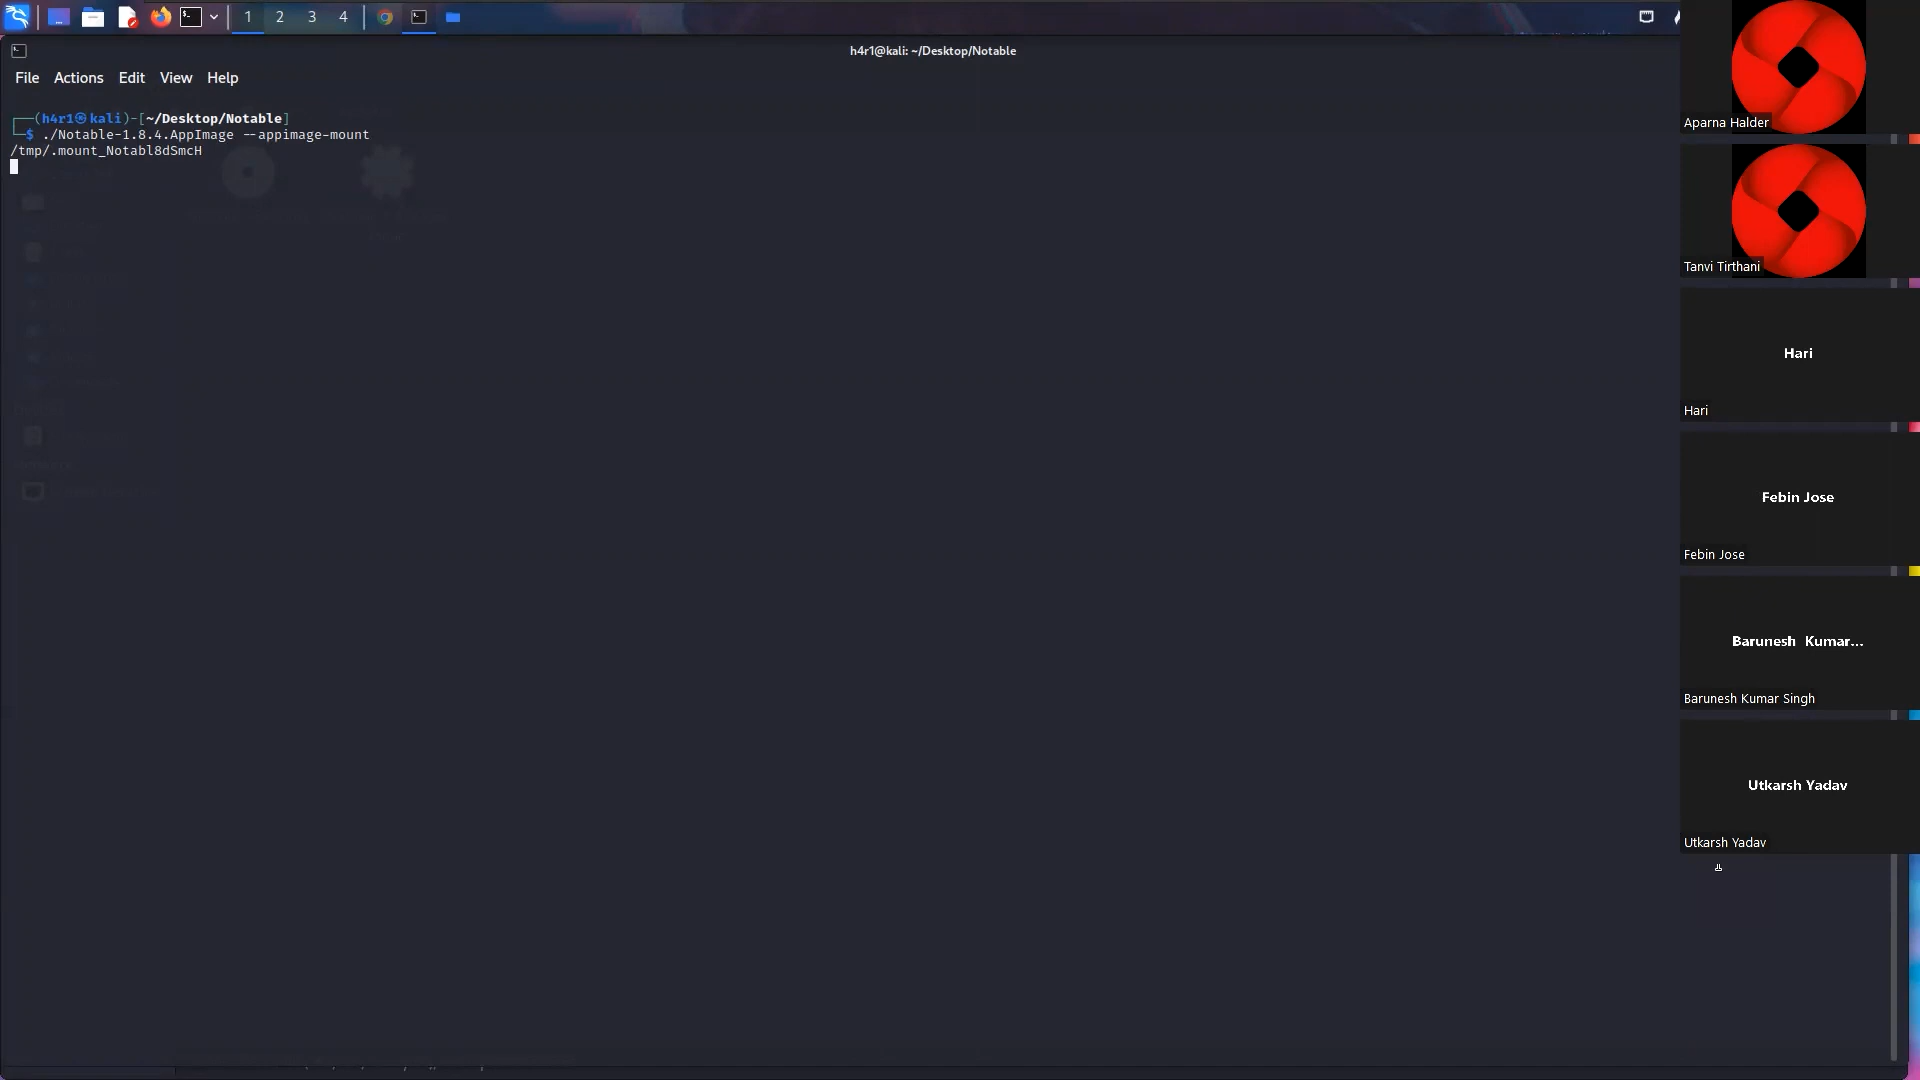 1 2 3 4
h4r1@kali: ~/Desktop/Notable
File Actions Edit View Help
┌──(h4r1㉿kali)-[~/Desktop/Notable]
└─$ ./Notable-1.8.4.AppImage --appimage-mount
/tmp/.mount_Notabl8dSmcH
Aparna Halder
Tanvi Tirthani
Hari
Hari
Febin Jose
Febin Jose
Barunesh Kumar...
Barunesh Kumar Singh
Utkarsh Yadav
Utkarsh Yadav